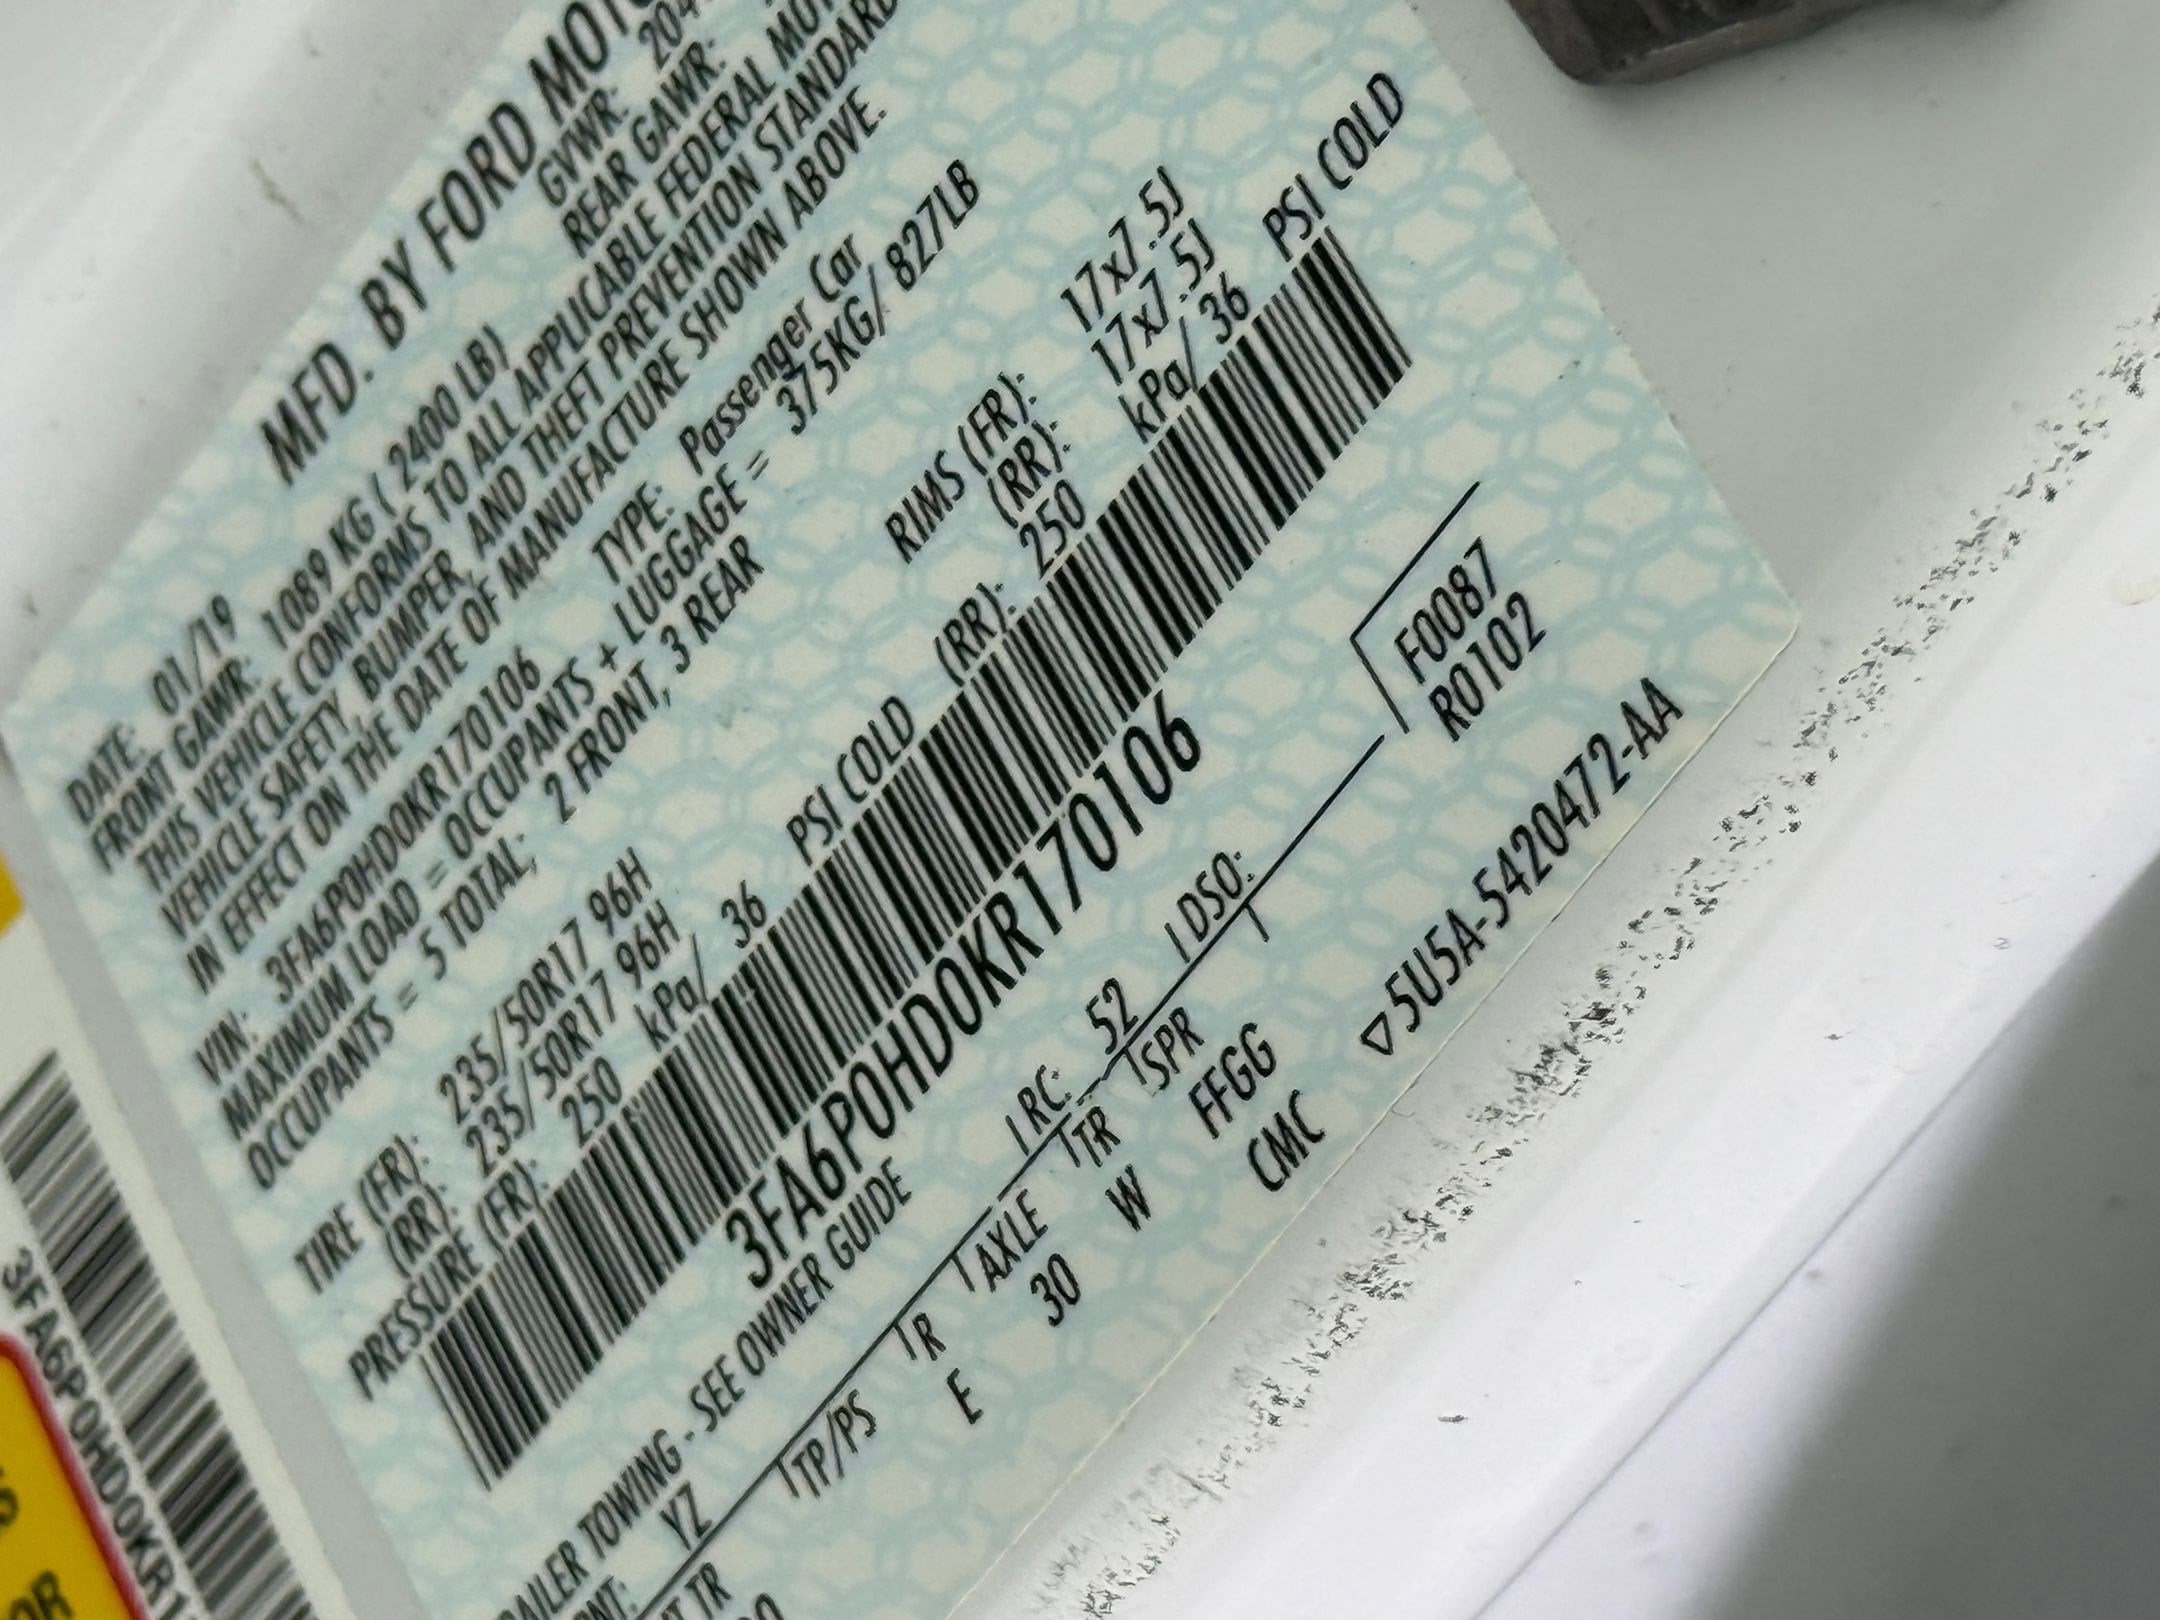 MFD. BY FORD
DATE: 01/19 GVWR:
FRONT GAWR: 1089 KG ( 2400 LB) REAR GAWR:
THIS VEHICLE CONFORMS TO ALL APPLICABLE FEDERAL
VEHICLE SAFETY, BUMPER, AND THEFT PREVENTION
IN EFFECT ON THE DATE OF MANUFACTURE SHOWN ABOVE.
VIN: 3FA6P0HD0KR170106 TYPE: Passenger Car
MAXIMUM LOAD = OCCUPANTS + LUGGAGE = 375KG/ 827LB
OCCUPANTS = 5 TOTAL; 2 FRONT, 3 REAR
TIRE (FR): 235/50R17 96H RIMS (FR): 17x7.5J
(RR): 235/50R17 96H (RR): 17x7.5J
PRESSURE (FR): 250 kPa/ 36 PSI COLD (RR): 250 kPa/ 36 PSI COLD
3FA6P0HD0KR170106
TOWING - SEE OWNER GUIDE
YZ RC: 52 DSO:
TR TP/PS R AXLE TR SPR
E 30 W FFGG
CMC
F0087
R0102
▽5U5A-5420472-AA
3FA6P0HD0KR1